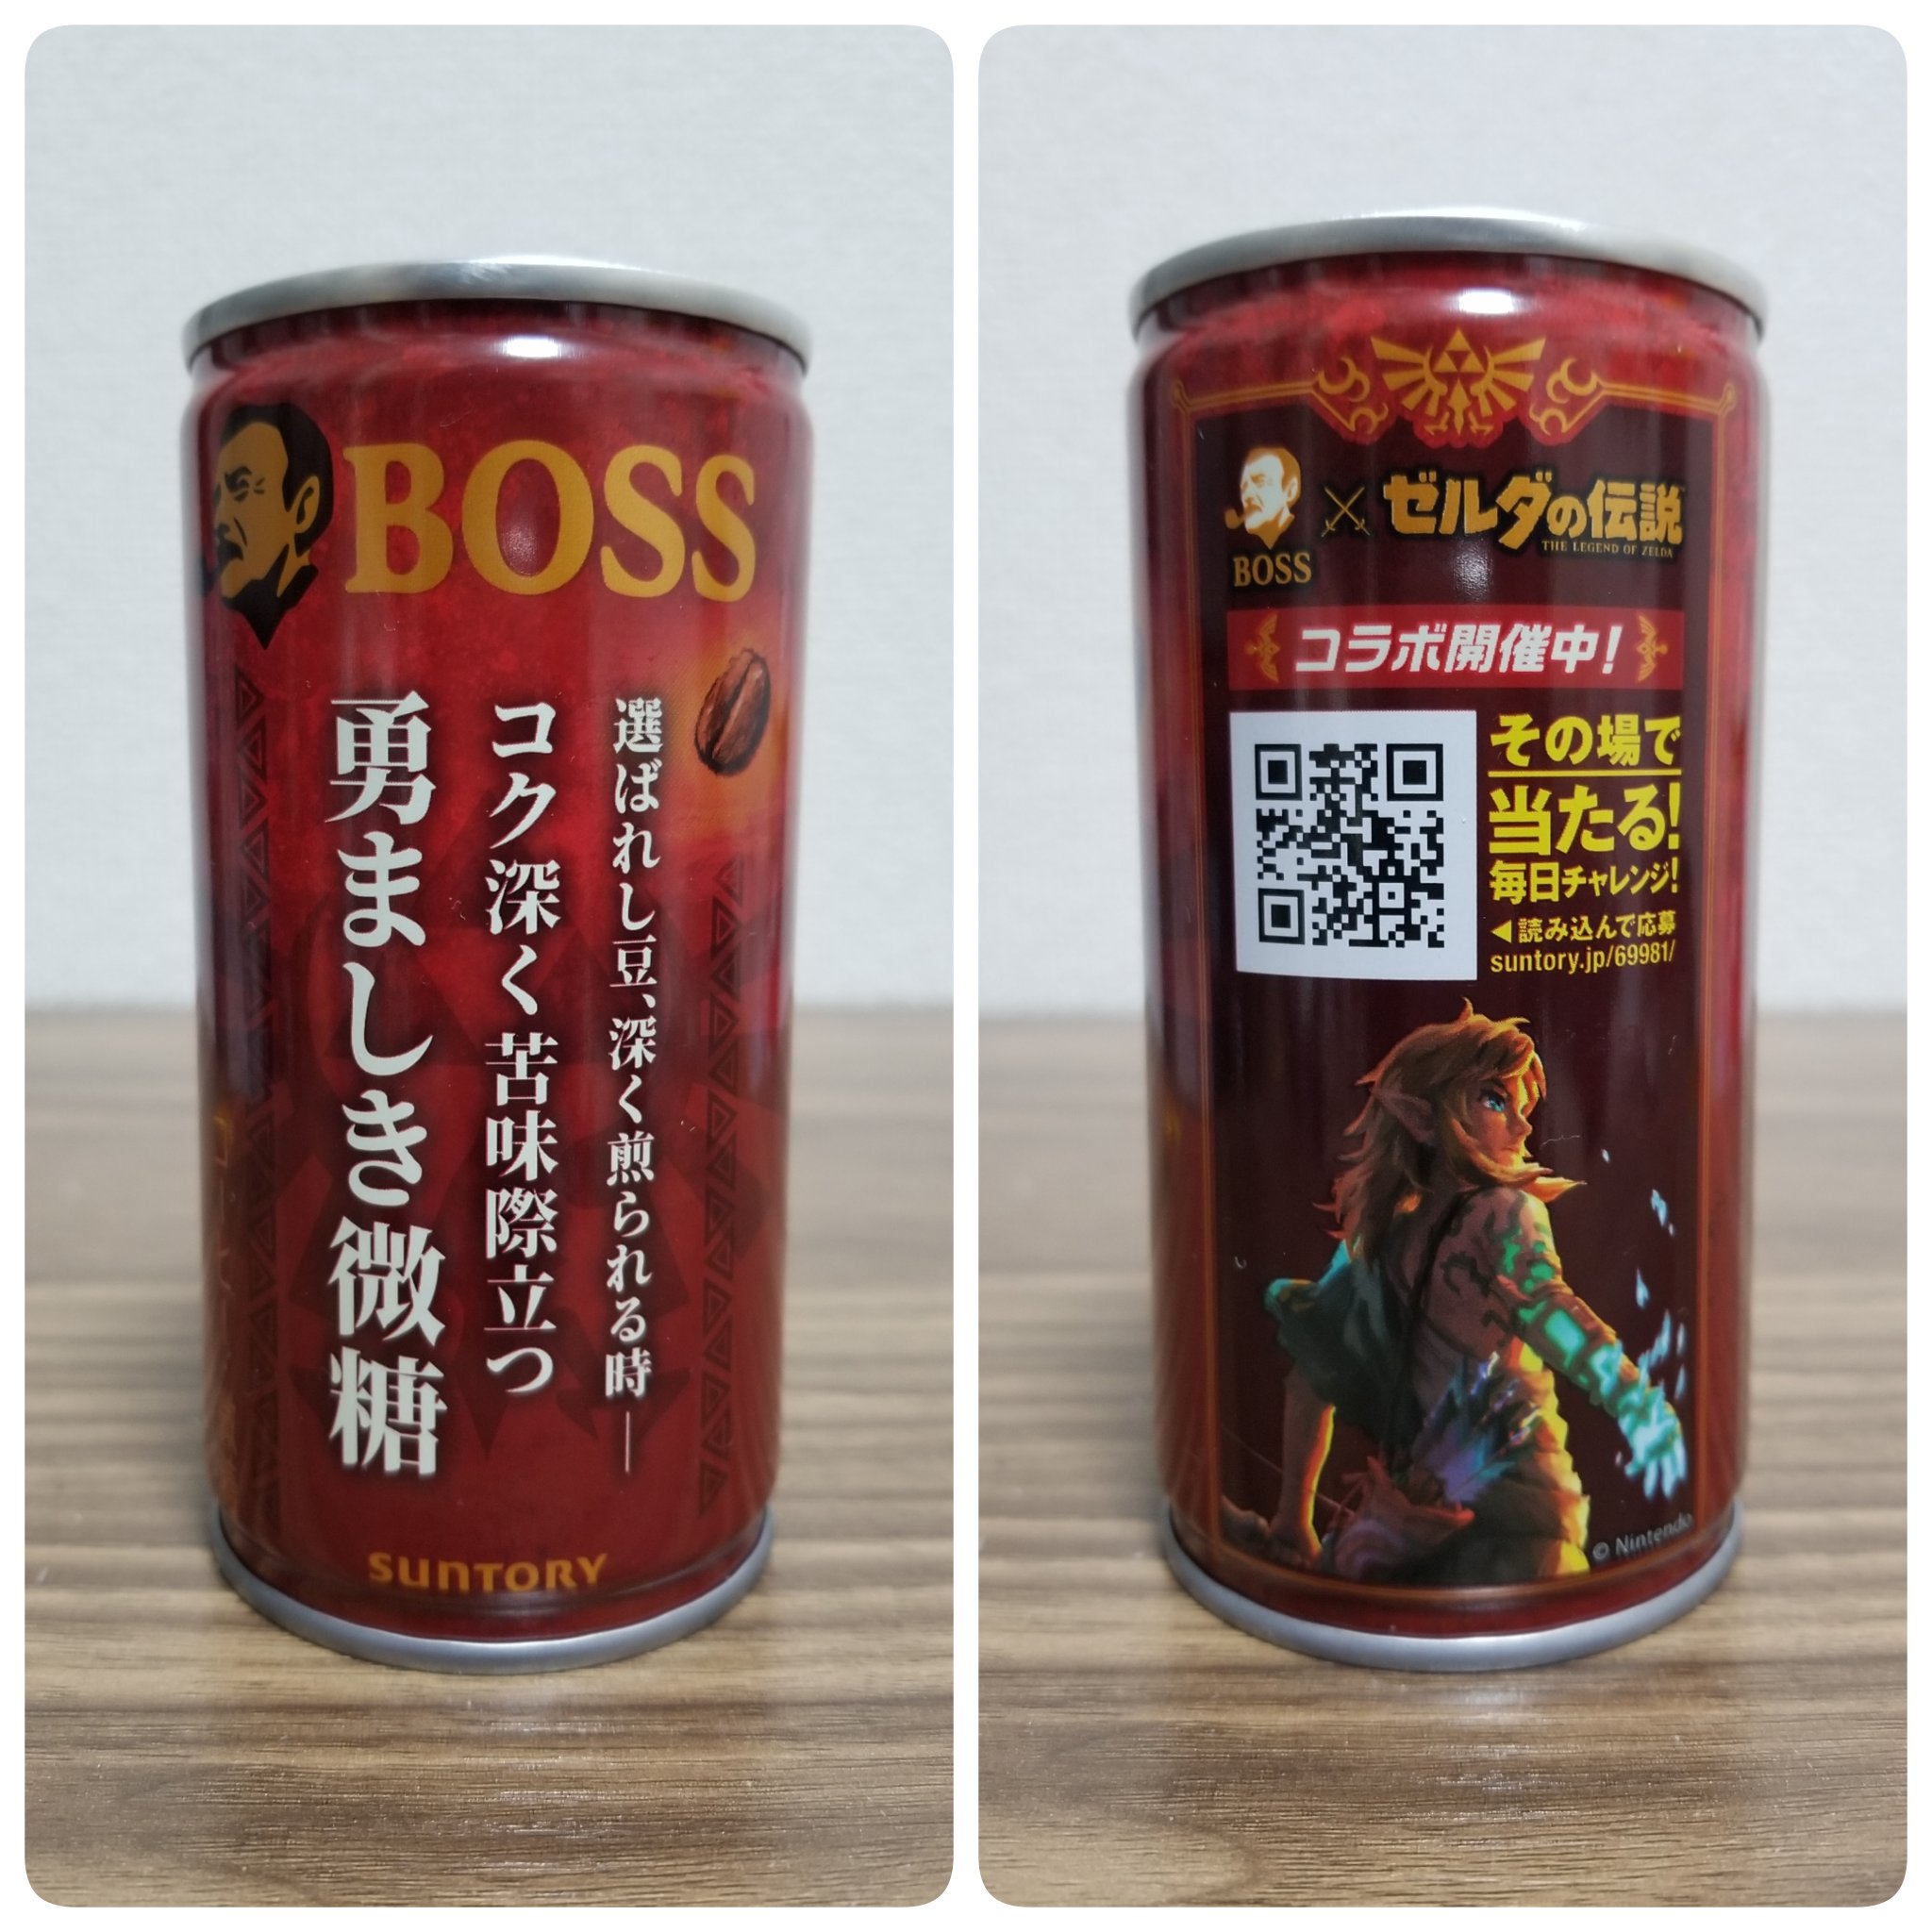 BOSS
選ばれし豆、深く煎られる時―
コク深く苦味際立つ
勇ましき微糖
SUNTORY
BOSS
×
ゼルダの伝説
THE LEGEND OF ZELDA
コラボ開催中!
その場で
当たる!
毎日チャレンジ!
◀読み込んで応募
suntory.jp/69981/
© Nintendo